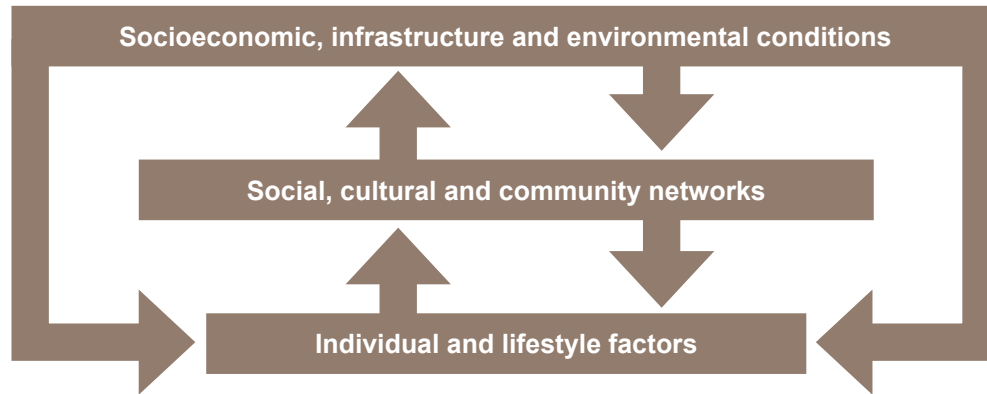 Socioeconomic, infrastructure and environmental conditions
Social, cultural and community networks
Individual and lifestyle factors